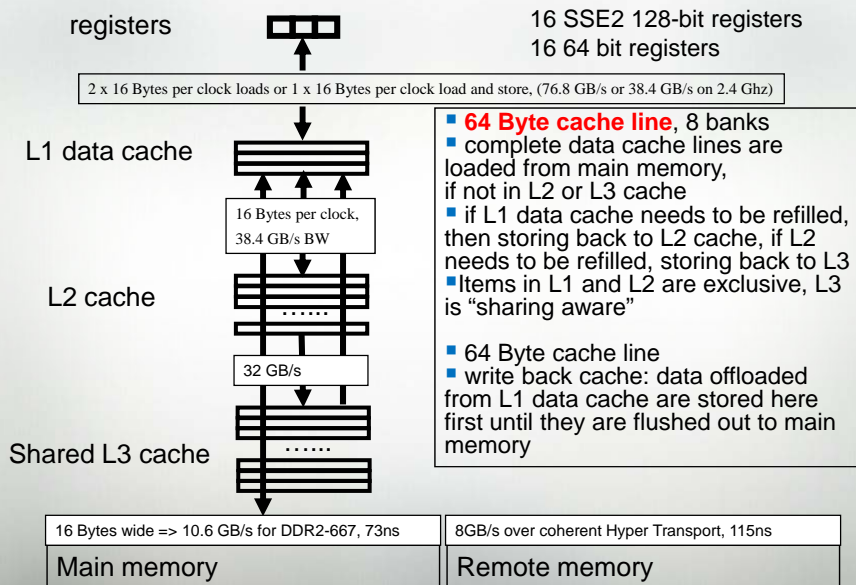 registers
16 SSE2 128-bit registers
16 64 bit registers
2 x 16 Bytes per clock loads or 1 x 16 Bytes per clock load and store, (76.8 GB/s or 38.4 GB/s on 2.4 Ghz)
L1 data cache
16 Bytes per clock,
38.4 GB/s BW
L2 cache
......
32 GB/s
Shared L3 cache
......
▪ 64 Byte cache line, 8 banks
▪ complete data cache lines are
loaded from main memory,
if not in L2 or L3 cache
▪ if L1 data cache needs to be refilled,
then storing back to L2 cache, if L2
needs to be refilled, storing back to L3
▪Items in L1 and L2 are exclusive, L3
is “sharing aware”
▪ 64 Byte cache line
▪ write back cache: data offloaded
from L1 data cache are stored here
first until they are flushed out to main
memory
16 Bytes wide => 10.6 GB/s for DDR2-667, 73ns
Main memory
8GB/s over coherent Hyper Transport, 115ns
Remote memory